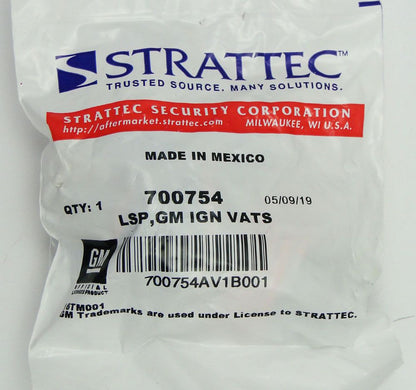 STRATTEC™
TRUSTED SOURCE. MANY SOLUTIONS.
STRATTEC SECURITY CORPORATION
http://aftermarket.strattec.com MILWAUKEE, WI U.S.A.
MADE IN MEXICO
QTY: 1 700754 05/09/19
LSP,GM IGN VATS
GM
700754AV1B001
PRODUCT
GM Trademarks are used under License to STRATTEC.